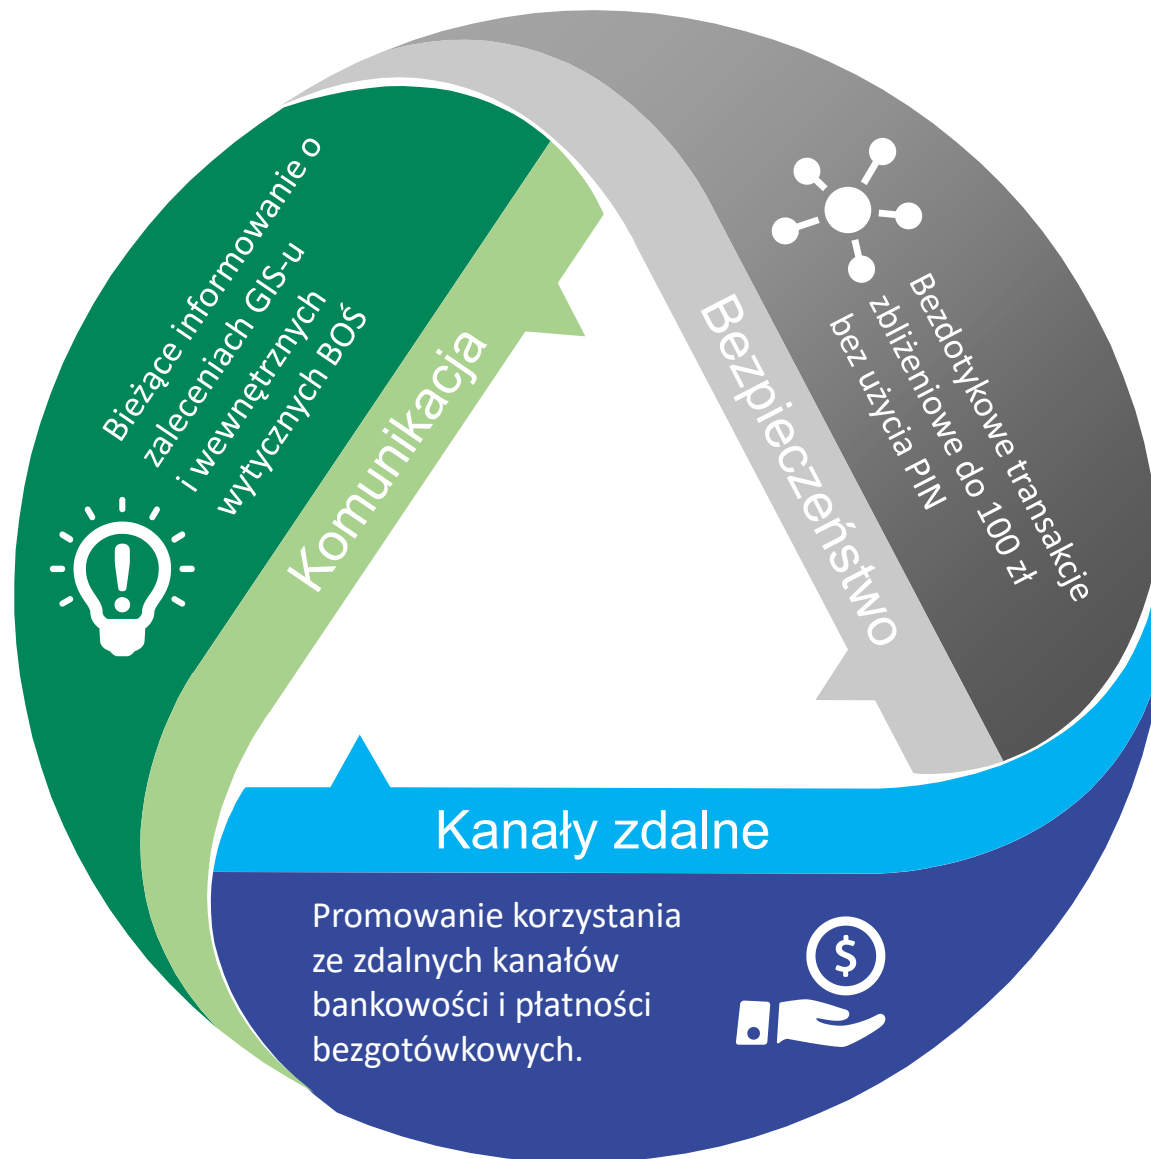 Bieżące informowanie o
zaleceniach GIS-u
i wewnętrznych
wytycznych BOŚ
Komunikacja
Bezpieczeństwo
Bezdotykowe transakcje
zbliżeniowe do 100 zł
bez użycia PIN
Kanały zdalne
Promowanie korzystania
ze zdalnych kanałów
bankowości i płatności
bezgotówkowych.
$